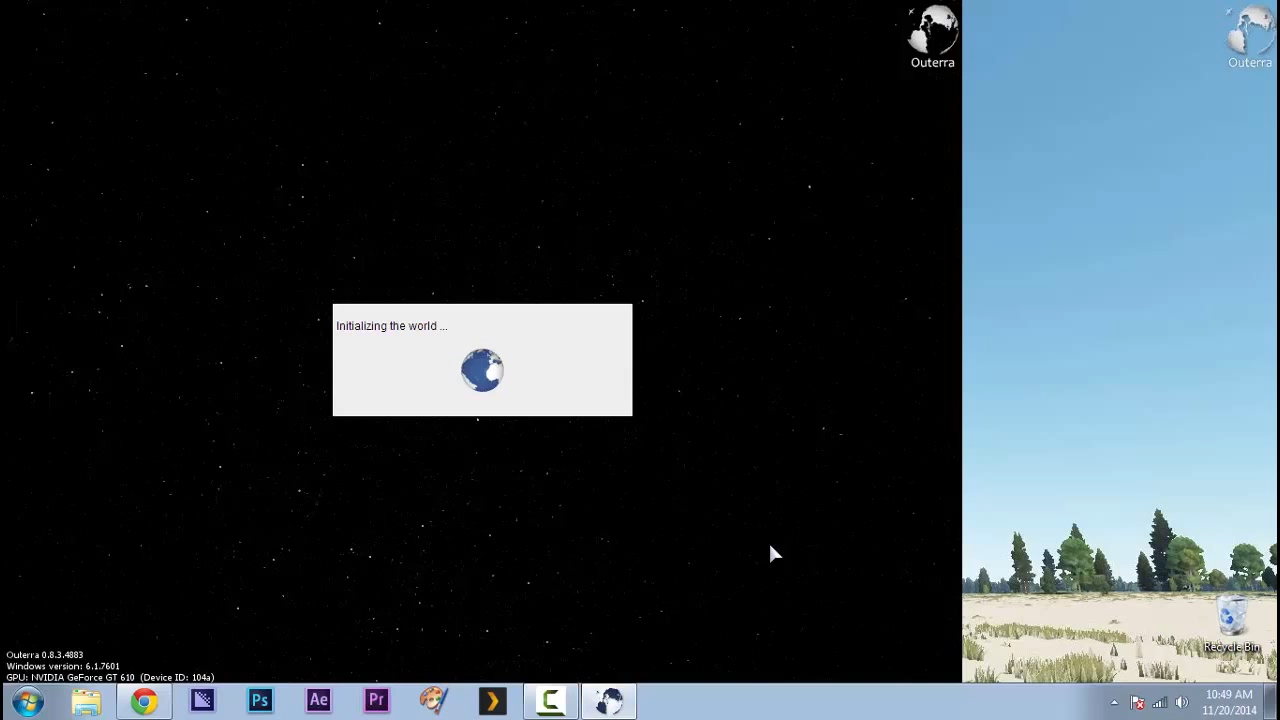 Outerra
Outerra
Initializing the world ...
Recycle Bin
Outerra 0.8.3.4883
Windows version: 6.1.7601
GPU: NVIDIA GeForce GT 610 (Device ID: 104a)
Ps
Ae
Pr
C
10:49 AM
11/20/2014